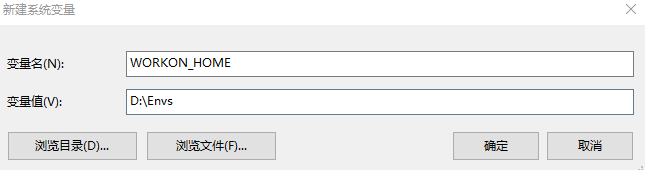 新建系统变量
变量名(N): WORKON_HOME
变量值(V): D:\Envs
浏览目录(D)... 浏览文件(F)... 确定 取消